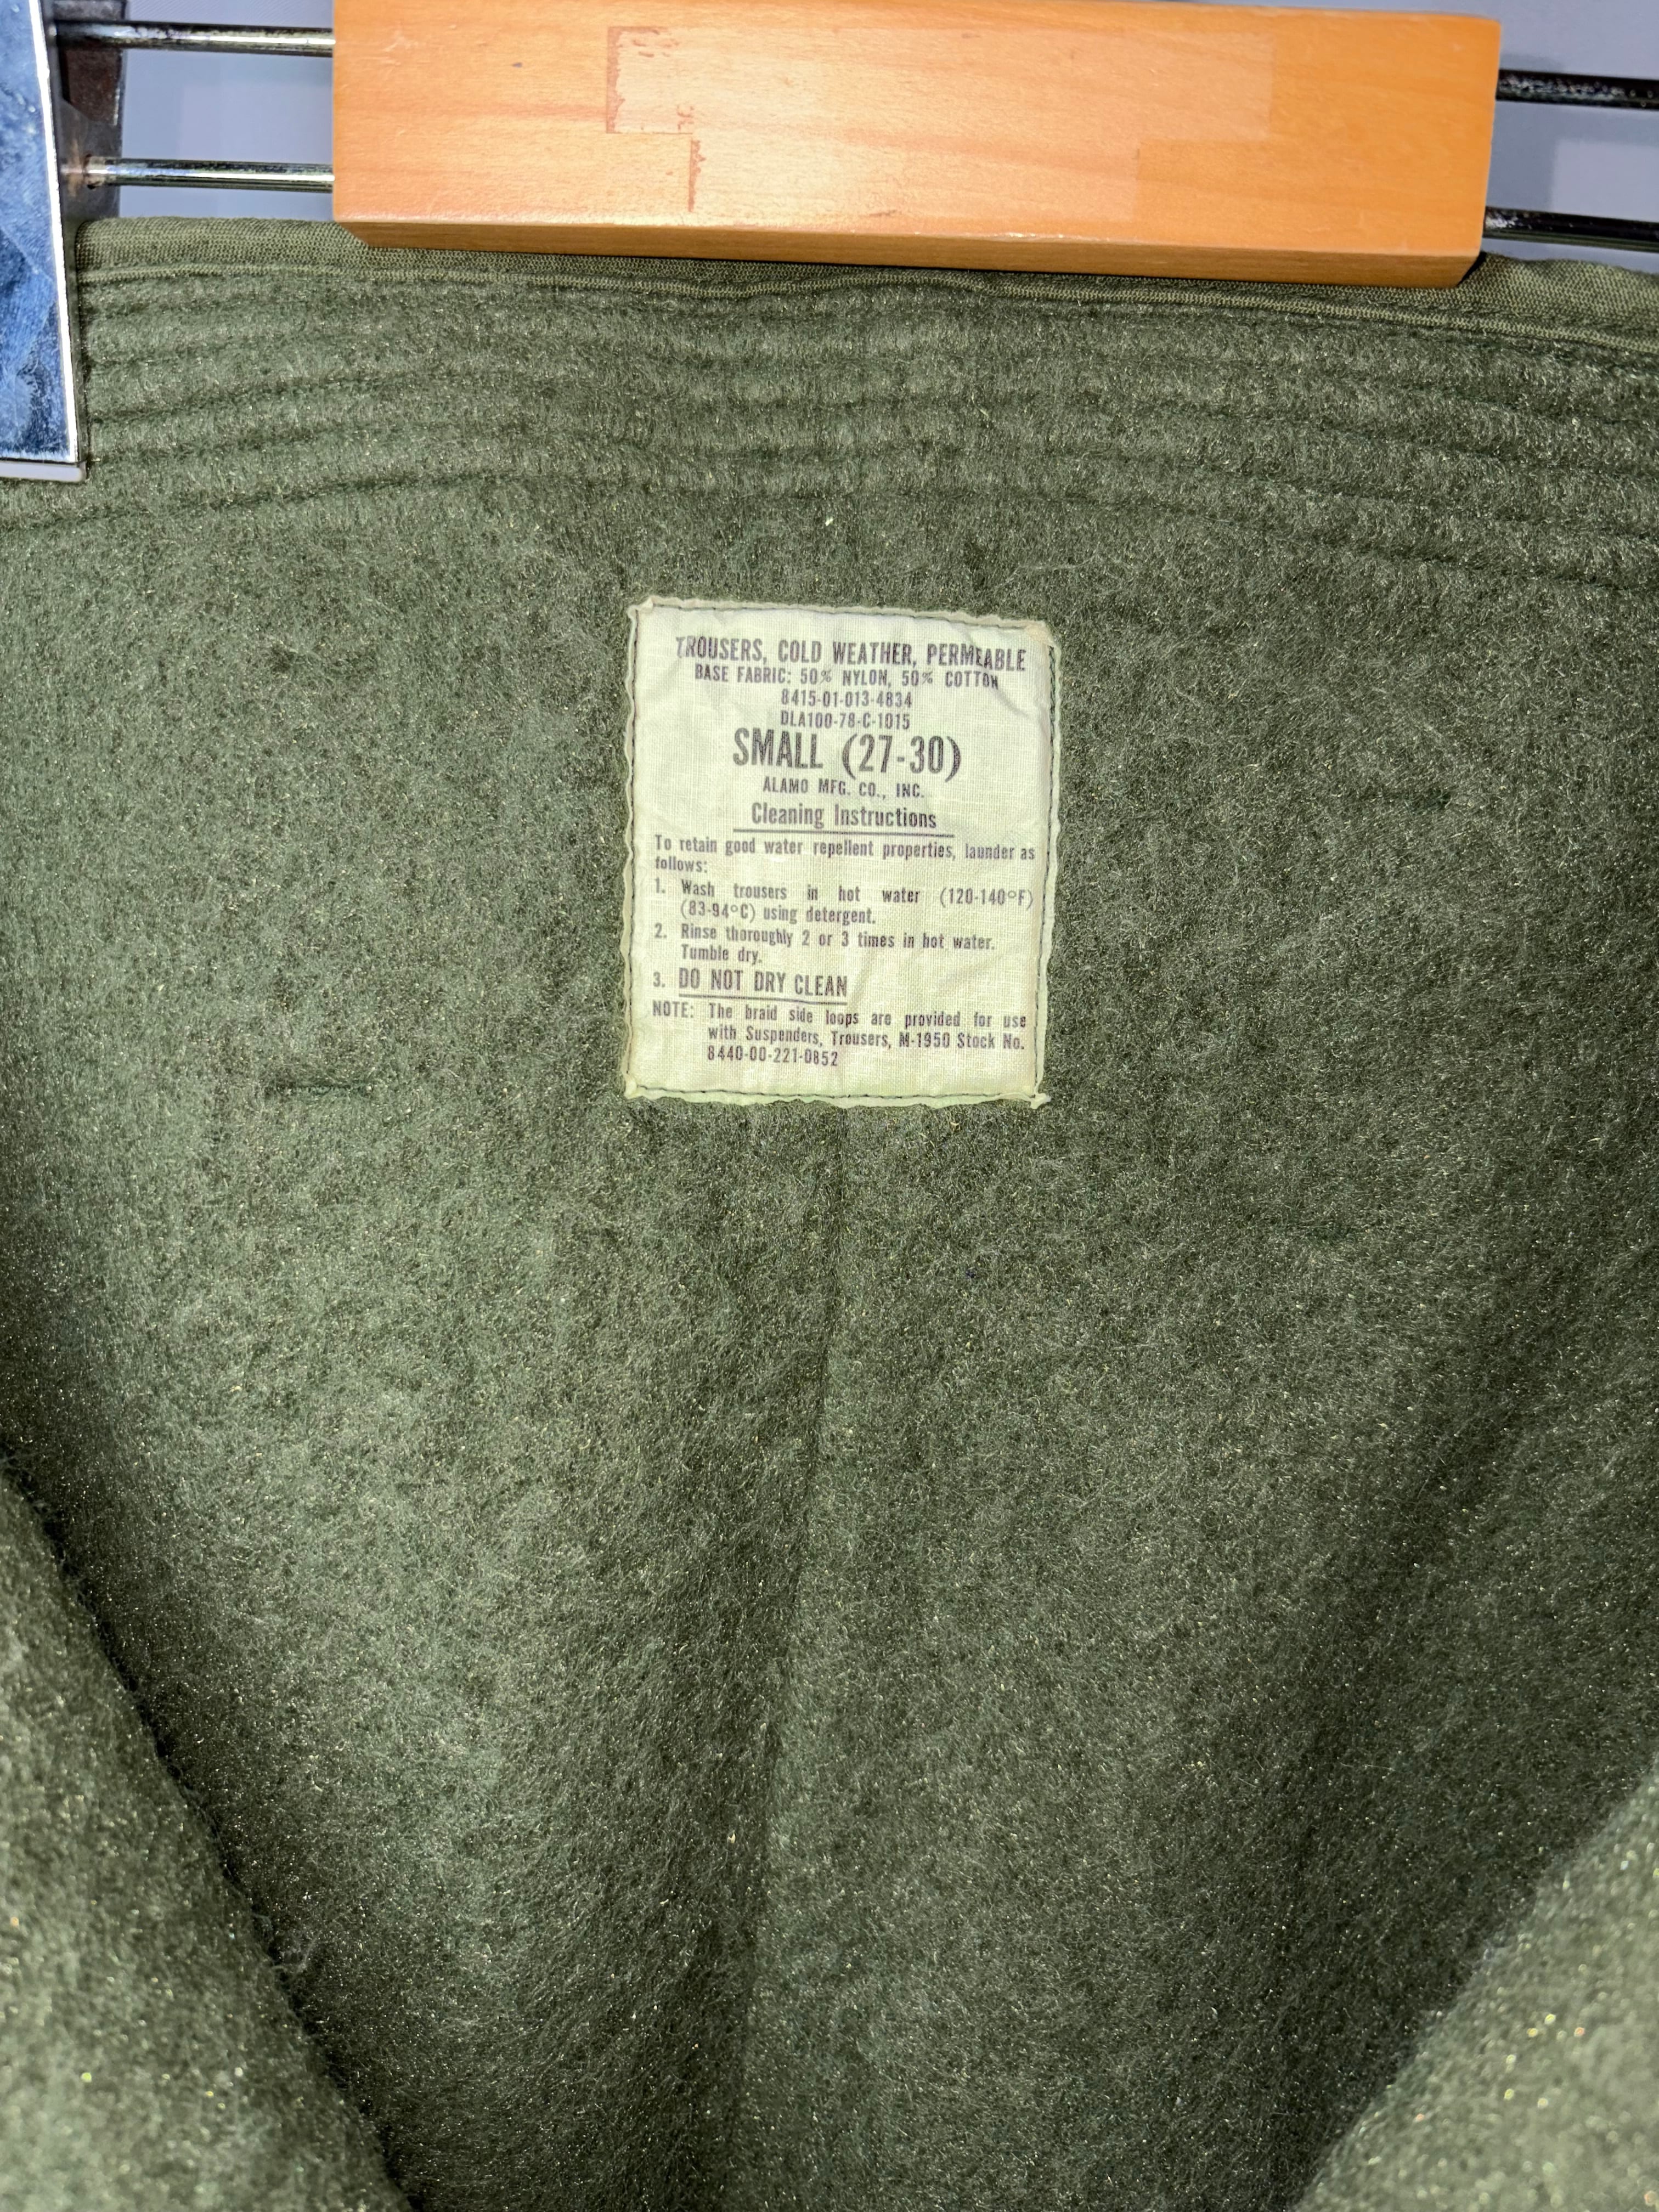 TROUSERS, COLD WEATHER, PERMEABLE
BASE FABRIC: 50% NYLON, 50% COTTON
8415-01-013-4834
DLA100-78-C-1015
SMALL (27-30)
ALAMO MFG. CO., INC.
Cleaning Instructions
To retain good water repellent properties, launder as
follows:
1. Wash trousers in hot water (120-140°F)
(83-94°C) using detergent.
2. Rinse thoroughly 2 or 3 times in hot water.
Tumble dry.
3. DO NOT DRY CLEAN
NOTE: The braid side loops are provided for use
with Suspenders, Trousers, M-1950 Stock No.
8440-00-221-0852